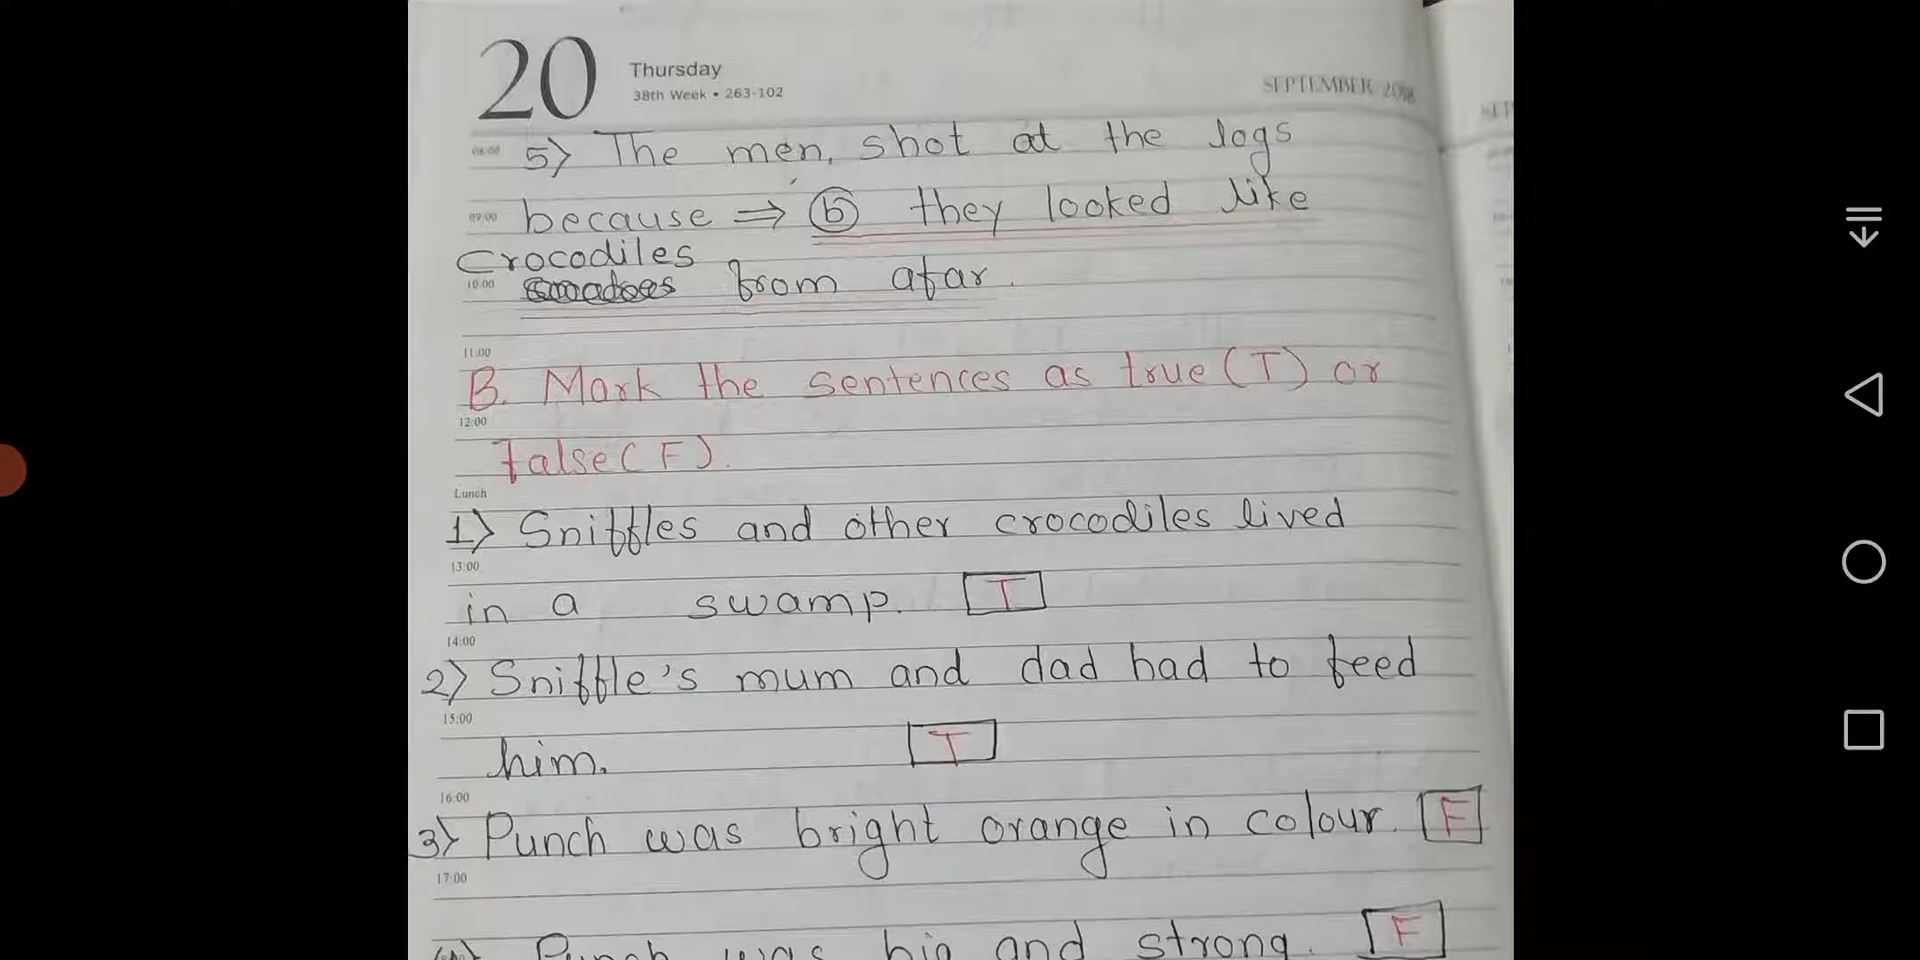 20
Thursday
38th Week • 263-102
SEPTEMBER
08:00
5) The men, shot at the logs
09:00
because ⇒ ⓑ they looked like
crocodiles
10:00
from afar.
11:00
B. Mark the sentences as true (T) or
12:00
false (F).
Lunch
1) Sniffles and other crocodiles lived
13:00
in a swamp. T
14:00
2) Sniffle's mum and dad had to feed
15:00
him. T
16:00
3) Punch was bright orange in colour. F
17:00
Punch was big and strong. F